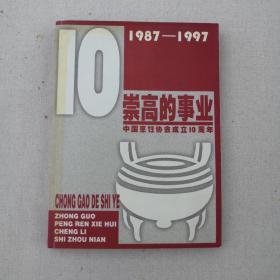 1987—1997
10
崇高的事业
中国烹饪协会成立10周年
CHONG GAO DE SHI YE
ZHONG GUO
PENG REN XIE HUI
CHENG LI
SHI ZHOU NIAN